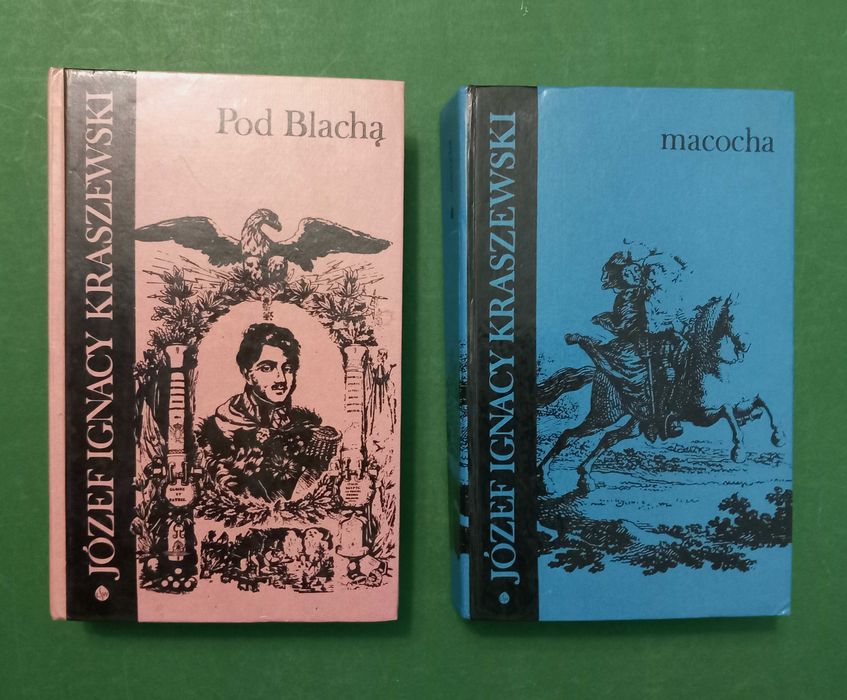 JÓZEF IGNACY KRASZEWSKI
Pod Blachą
JÓZEF IGNACY KRASZEWSKI
macocha